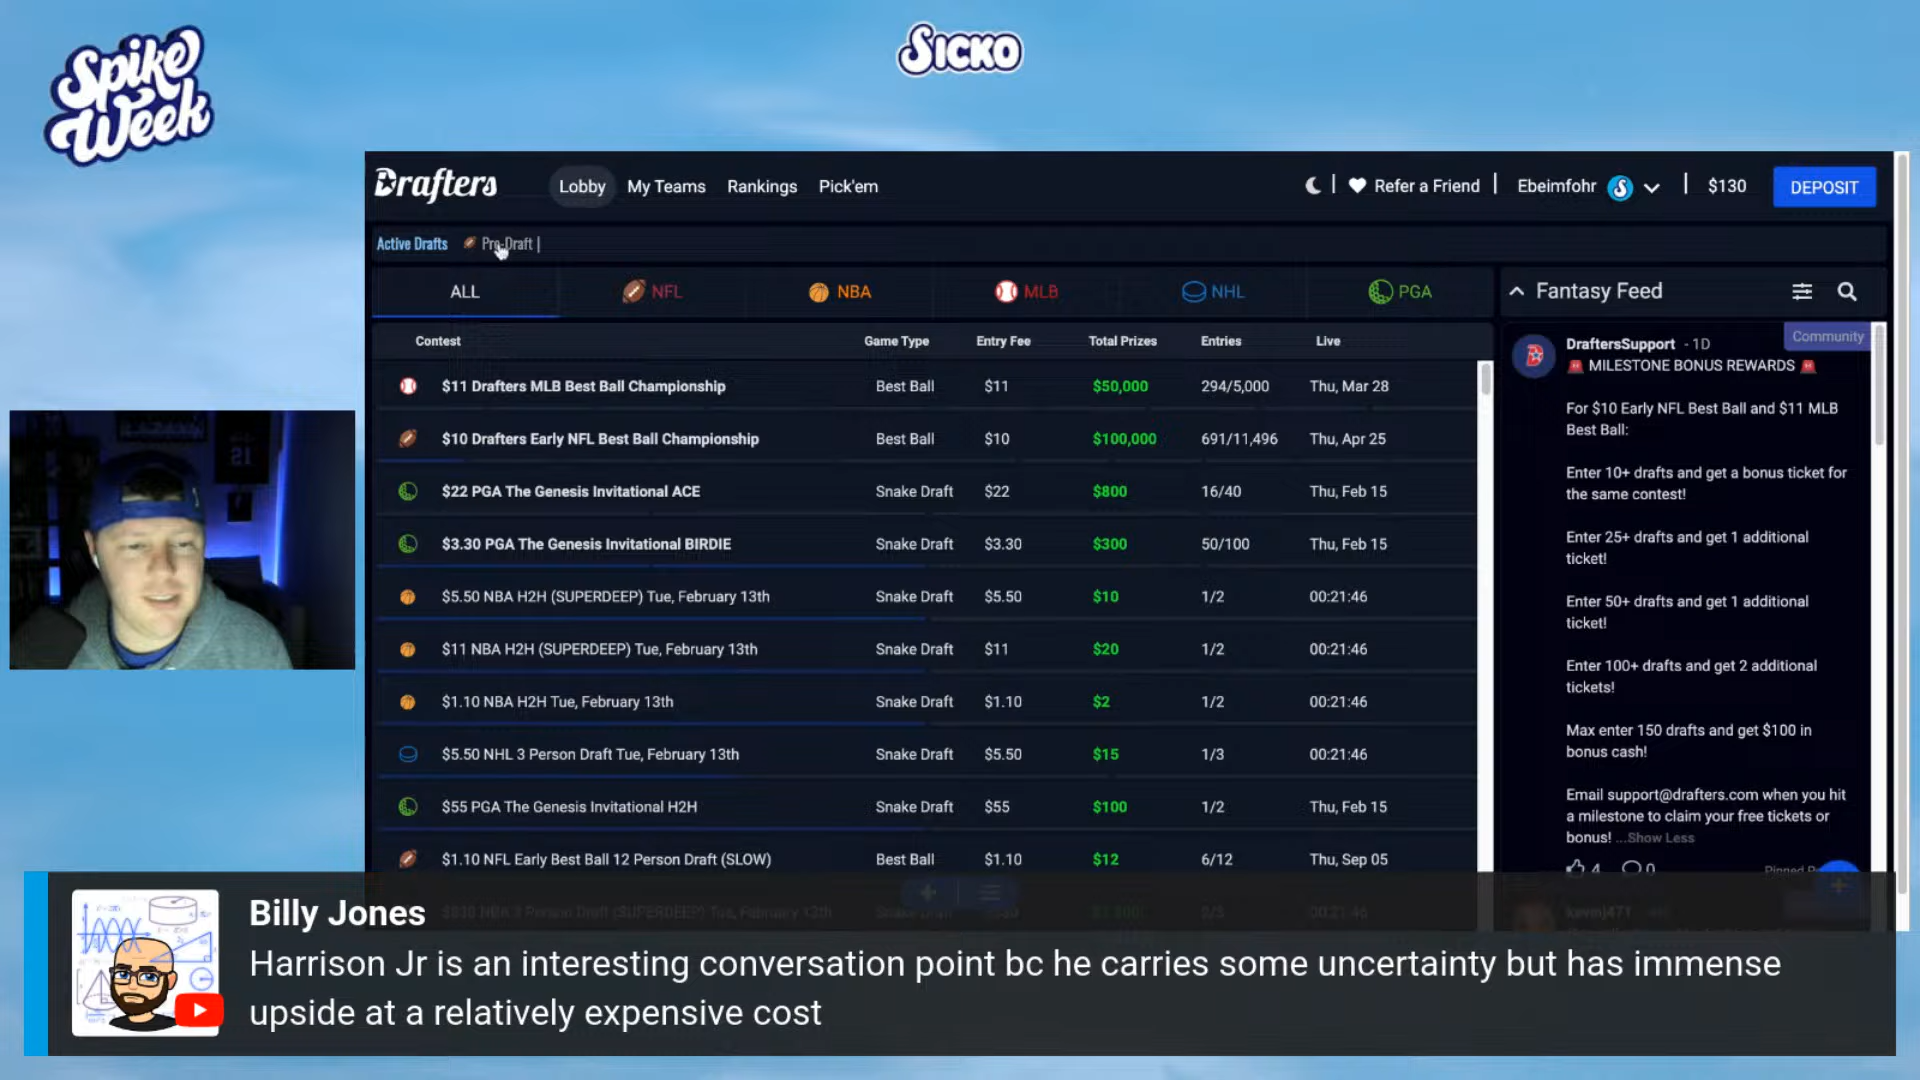 Spike
Week
SICKO
Drafters
Lobby
My Teams
Rankings
Pick'em
Refer a Friend
Ebeimfohr
$130
DEPOSIT
Active Drafts
Pre-Draft |
ALL
NFL
NBA
MLB
NHL
PGA
Fantasy Feed
Contest Game Type Entry Fee Total Prizes Entries Live
$11 Drafters MLB Best Ball Championship Best Ball $11 $50,000 294/5,000 Thu, Mar 28
$10 Drafters Early NFL Best Ball Championship Best Ball $10 $100,000 691/11,496 Thu, Apr 25
$22 PGA The Genesis Invitational ACE Snake Draft $22 $800 16/40 Thu, Feb 15
$3.30 PGA The Genesis Invitational BIRDIE Snake Draft $3.30 $300 50/100 Thu, Feb 15
$5.50 NBA H2H (SUPERDEEP) Tue, February 13th Snake Draft $5.50 $10 1/2 00:21:46
$11 NBA H2H (SUPERDEEP) Tue, February 13th Snake Draft $11 $20 1/2 00:21:46
$1.10 NBA H2H Tue, February 13th Snake Draft $1.10 $2 1/2 00:21:46
$5.50 NHL 3 Person Draft Tue, February 13th Snake Draft $5.50 $15 1/3 00:21:46
$55 PGA The Genesis Invitational H2H Snake Draft $55 $100 1/2 Thu, Feb 15
$1.10 NFL Early Best Ball 12 Person Draft (SLOW) Best Ball $1.10 $12 6/12 Thu, Sep 05
Community
DraftersSupport - 1D
MILESTONE BONUS REWARDS
For $10 Early NFL Best Ball and $11 MLB
Best Ball:
Enter 10+ drafts and get a bonus ticket for
the same contest!
Enter 25+ drafts and get 1 additional
ticket!
Enter 50+ drafts and get 1 additional
ticket!
Enter 100+ drafts and get 2 additional
tickets!
Max enter 150 drafts and get $100 in
bonus cash!
Email support@drafters.com when you hit
a milestone to claim your free tickets or
bonus! ...Show Less
4 0
Pinned
Billy Jones
Harrison Jr is an interesting conversation point bc he carries some uncertainty but has immense
upside at a relatively expensive cost